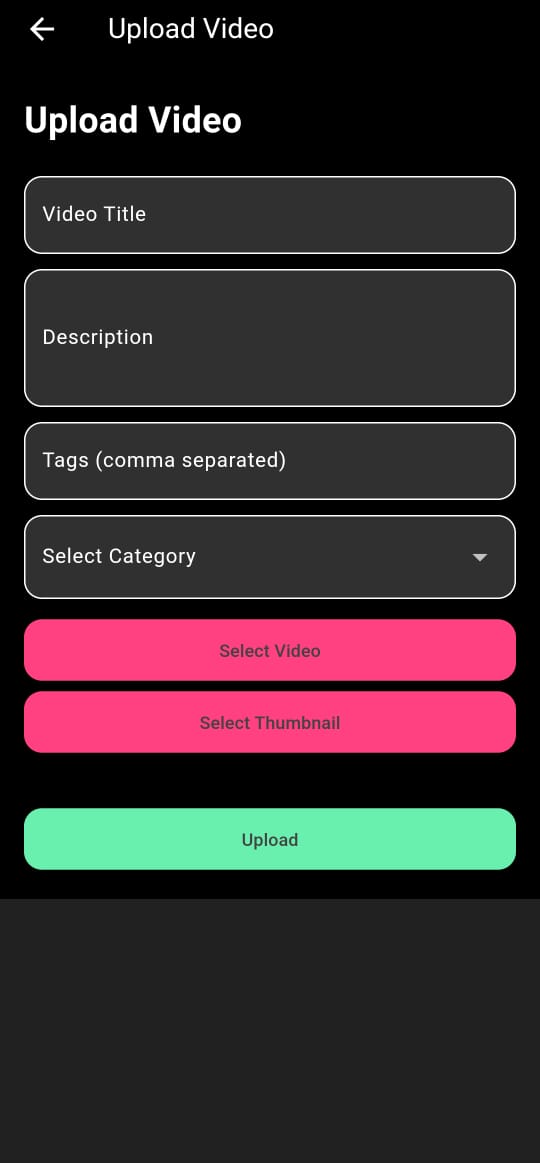 Upload Video
Upload Video
Video Title
Description
Tags (comma separated)
Select Category
Select Video
Select Thumbnail
Upload